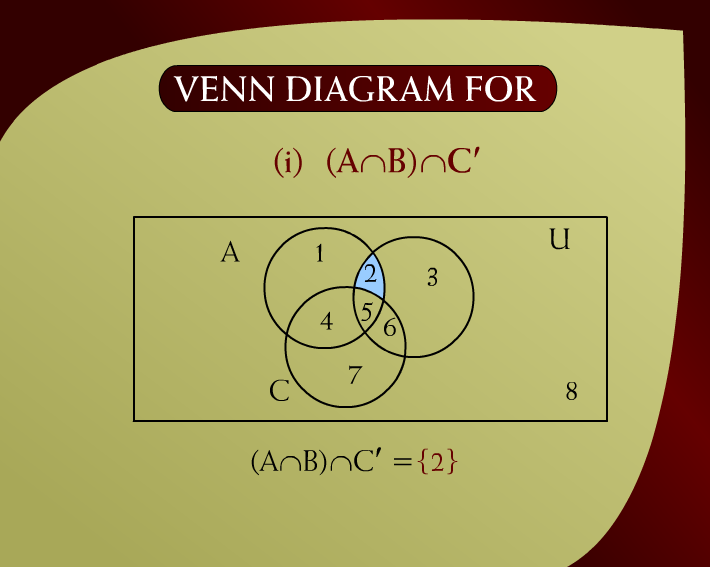 VENN DIAGRAM FOR
(i) (A∩B)∩C′
A
U
1
2
3
4
5
6
7
C
8
(A∩B)∩C′ = {2}